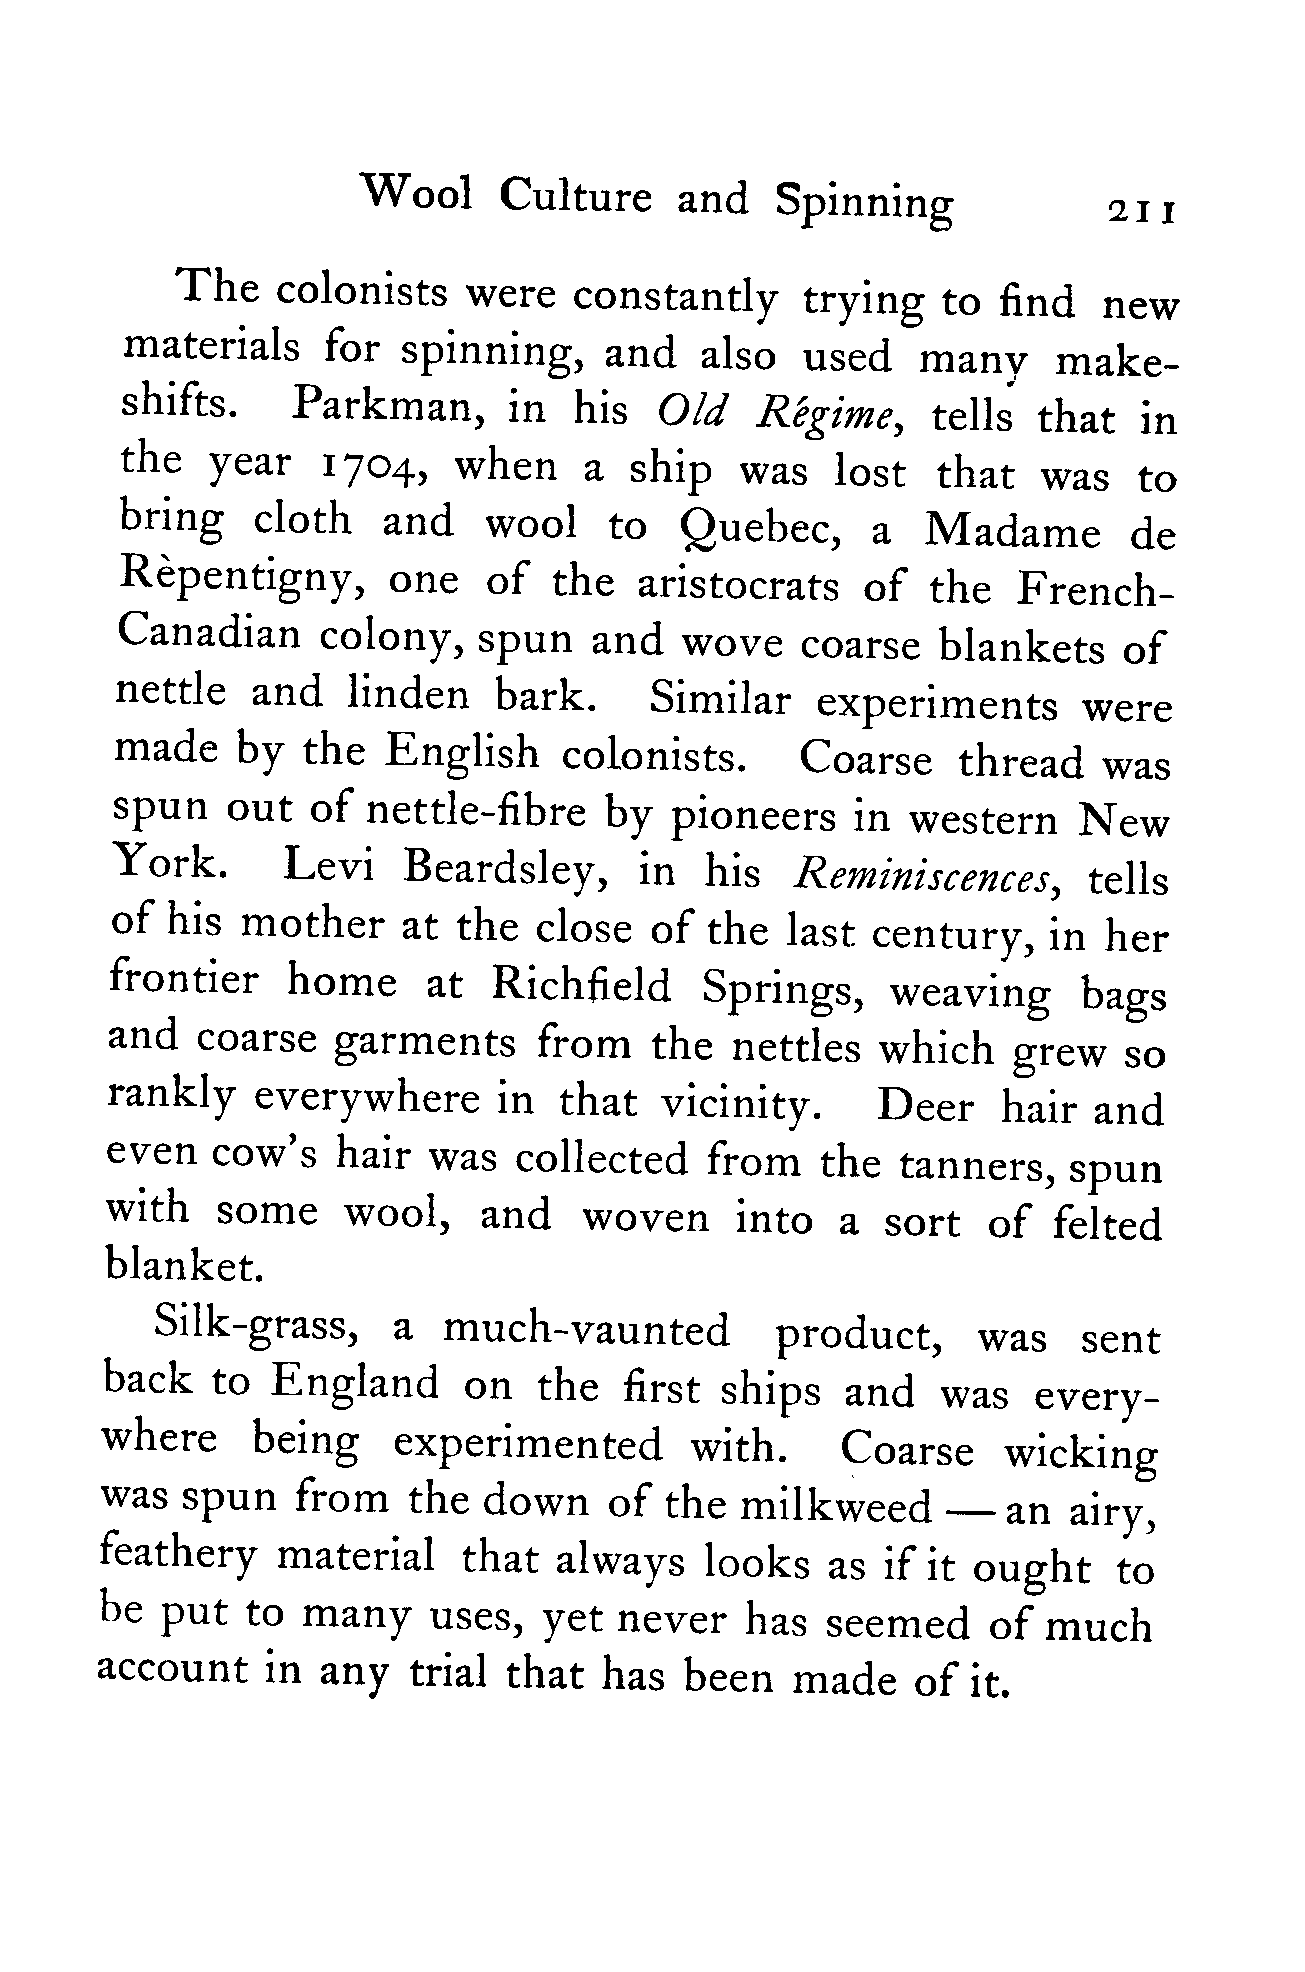 Wool Culture and Spinning 211
The colonists were constantly trying to find new
materials for spinning, and also used many make-
shifts. Parkman, in his Old Régime, tells that in
the year 1704, when a ship was lost that was to
bring cloth and wool to Quebec, a Madame de
Rèpentigny, one of the aristocrats of the French-
Canadian colony, spun and wove coarse blankets of
nettle and linden bark. Similar experiments were
made by the English colonists. Coarse thread was
spun out of nettle-fibre by pioneers in western New
York. Levi Beardsley, in his Reminiscences, tells
of his mother at the close of the last century, in her
frontier home at Richfield Springs, weaving bags
and coarse garments from the nettles which grew so
rankly everywhere in that vicinity. Deer hair and
even cow's hair was collected from the tanners, spun
with some wool, and woven into a sort of felted
blanket.
Silk-grass, a much-vaunted product, was sent
back to England on the first ships and was every-
where being experimented with. Coarse wicking
was spun from the down of the milkweed — an airy,
feathery material that always looks as if it ought to
be put to many uses, yet never has seemed of much
account in any trial that has been made of it.